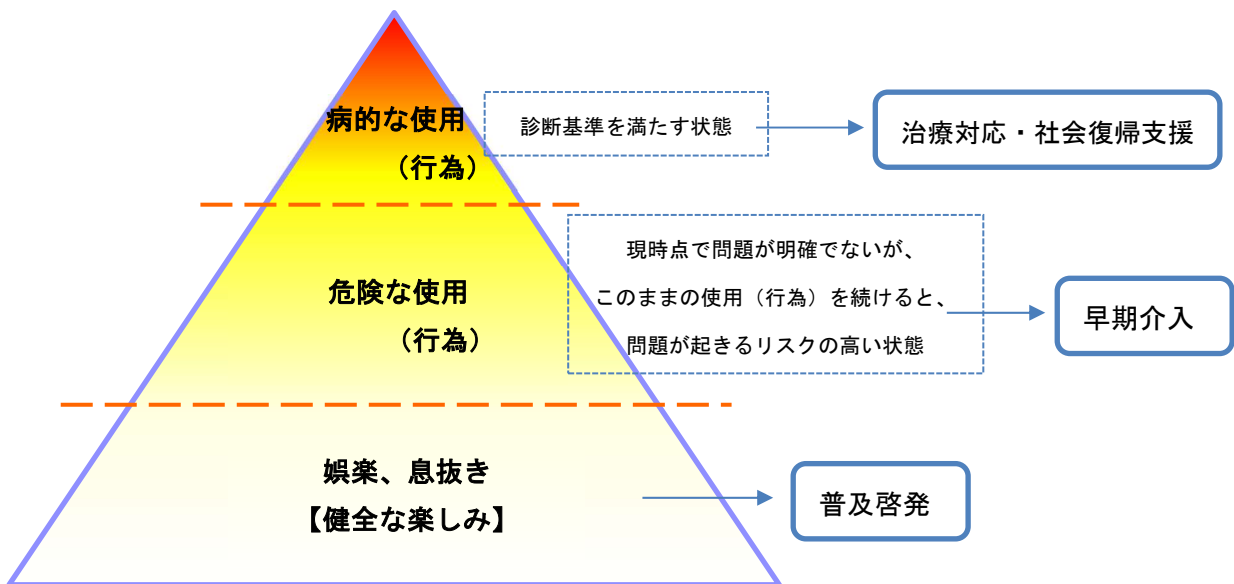 病的な使用
（行為）
診断基準を満たす状態
治療対応・社会復帰支援
危険な使用
（行為）
現時点で問題が明確でないが、
このままの使用（行為）を続けると、
問題が起きるリスクの高い状態
早期介入
娯楽、息抜き
【健全な楽しみ】
普及啓発